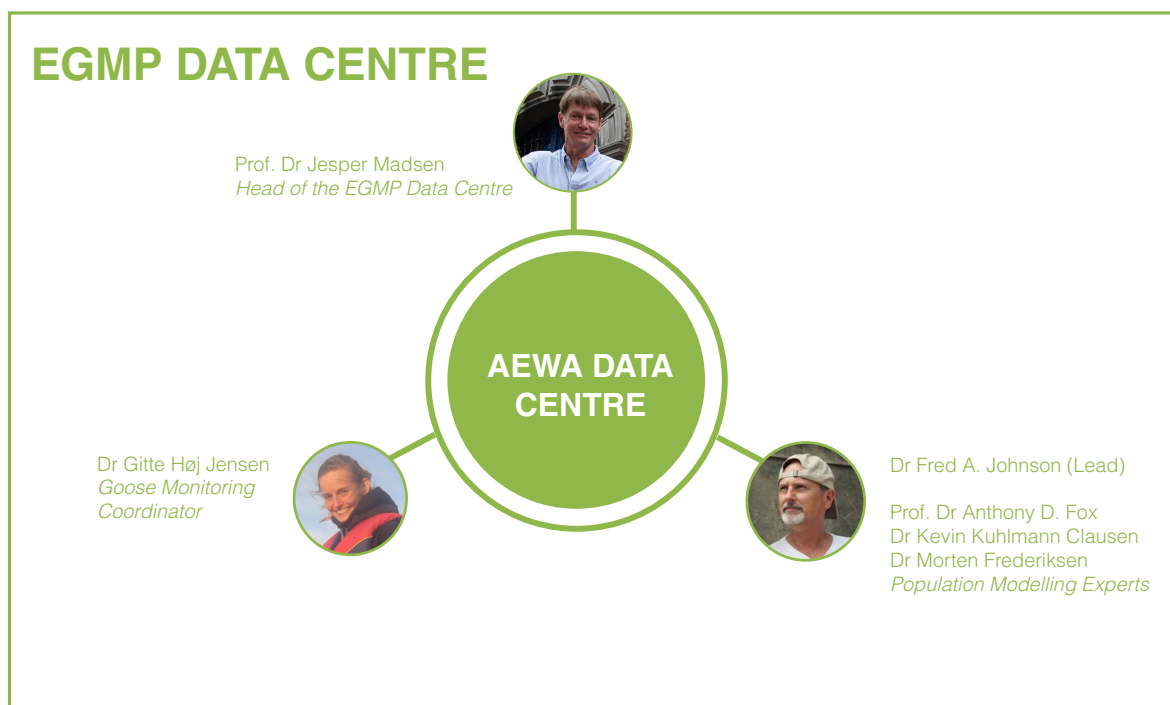 EGMP DATA CENTRE
Prof. Dr Jesper Madsen
Head of the EGMP Data Centre
AEWA DATA
CENTRE
Dr Gitte Høj Jensen
Goose Monitoring
Coordinator
Dr Fred A. Johnson (Lead)
Prof. Dr Anthony D. Fox
Dr Kevin Kuhlmann Clausen
Dr Morten Frederiksen
Population Modelling Experts